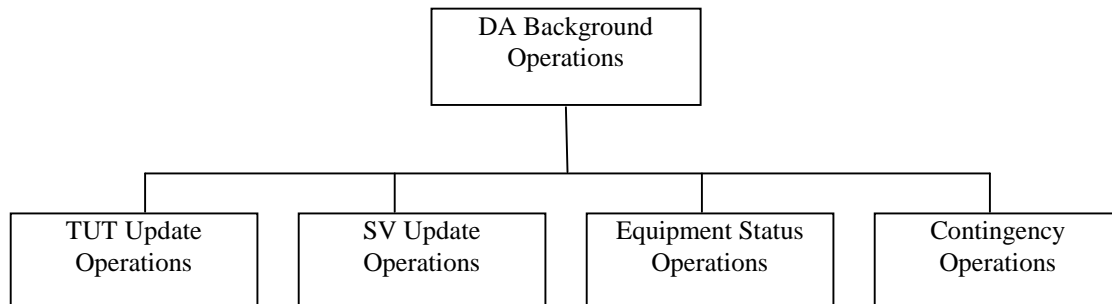 DA Background
Operations
TUT Update
Operations
SV Update
Operations
Equipment Status
Operations
Contingency
Operations